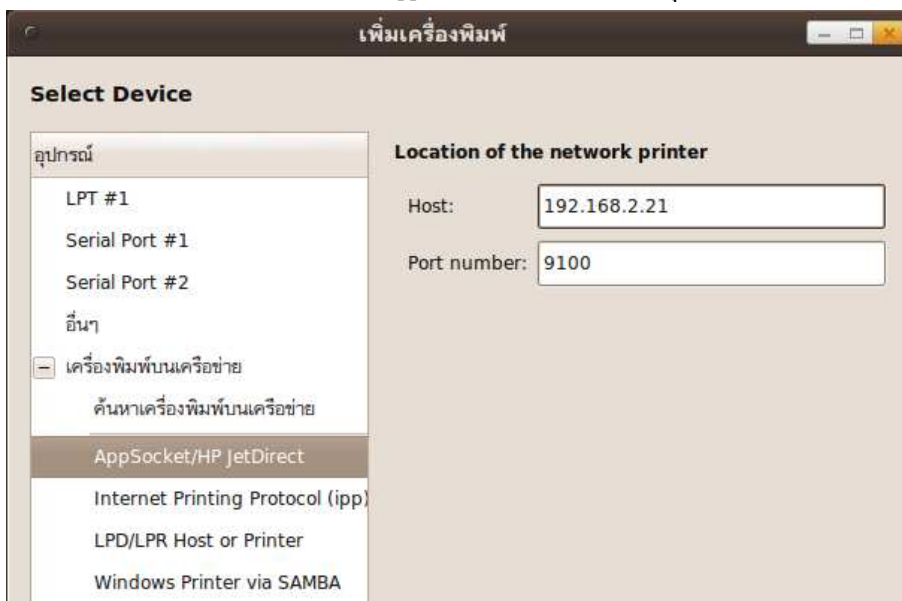 เพิ่มเครื่องพิมพ์
Select Device
อุปกรณ์
LPT #1
Serial Port #1
Serial Port #2
อื่นๆ
เครื่องพิมพ์บนเครือข่าย
ค้นหาเครื่องพิมพ์บนเครือข่าย
AppSocket/HP JetDirect
Internet Printing Protocol (ipp)
LPD/LPR Host or Printer
Windows Printer via SAMBA
Location of the network printer
Host: 192.168.2.21
Port number: 9100